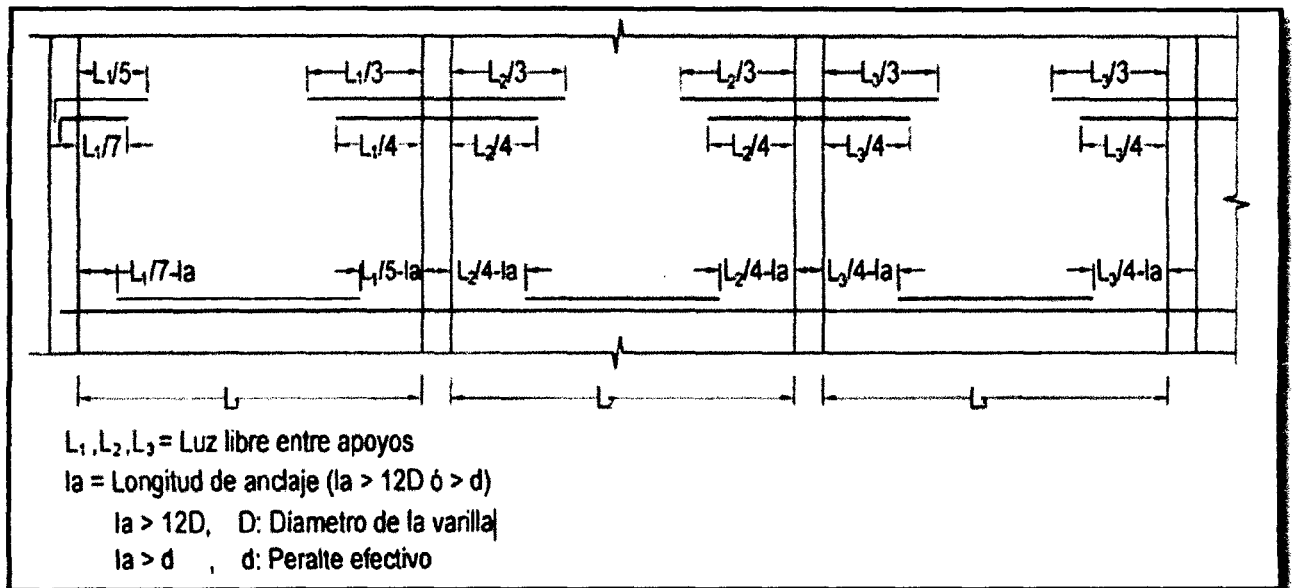 L₁/5 L₁/3 L₂/3 L₂/3 L₃/3 L₃/3
L₁/7 L₁/4 L₂/4 L₂/4 L₃/4 L₃/4
L₁/7-la L₁/5-la L₂/4-la L₂/4-la L₃/4-la L₃/4-la
L₁,L₂,L₃= Luz libre entre apoyos
la = Longitud de anclaje (la > 12D ó > d)
la > 12D, D: Diametro de la varilla
la > d , d: Peralte efectivo